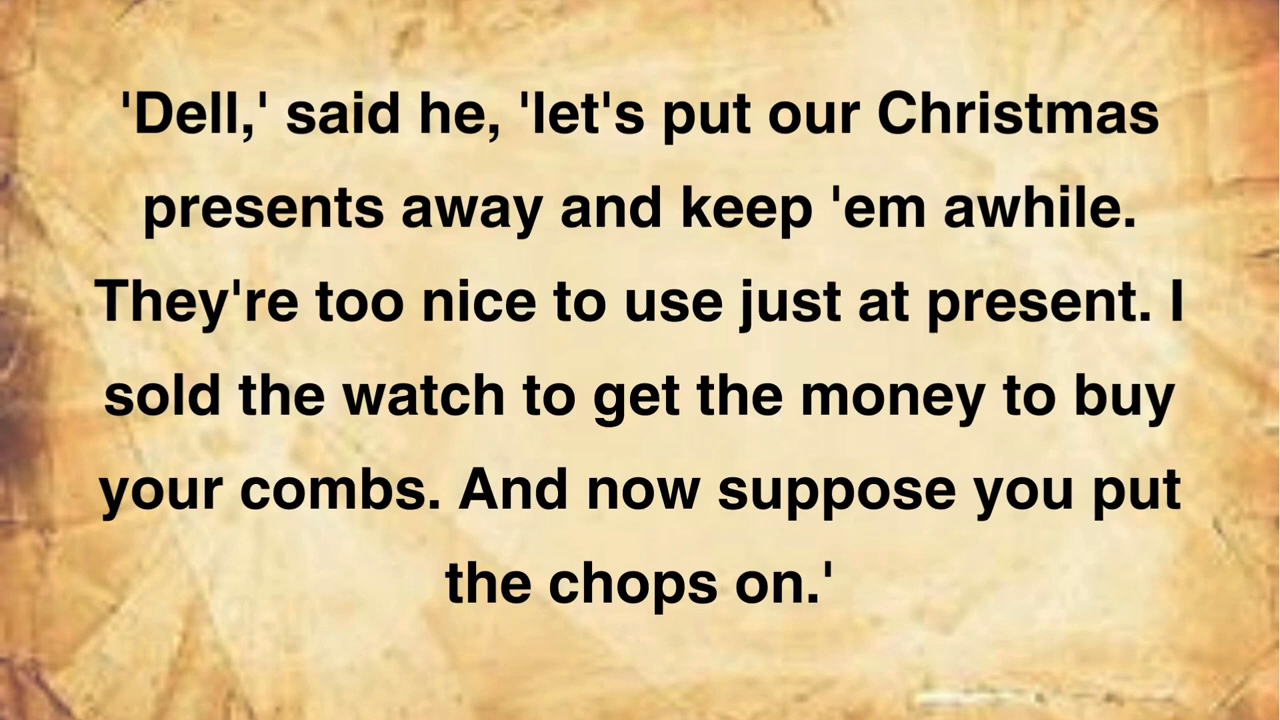 'Dell,' said he, 'let's put our Christmas
presents away and keep 'em awhile.
They're too nice to use just at present. I
sold the watch to get the money to buy
your combs. And now suppose you put
the chops on.'